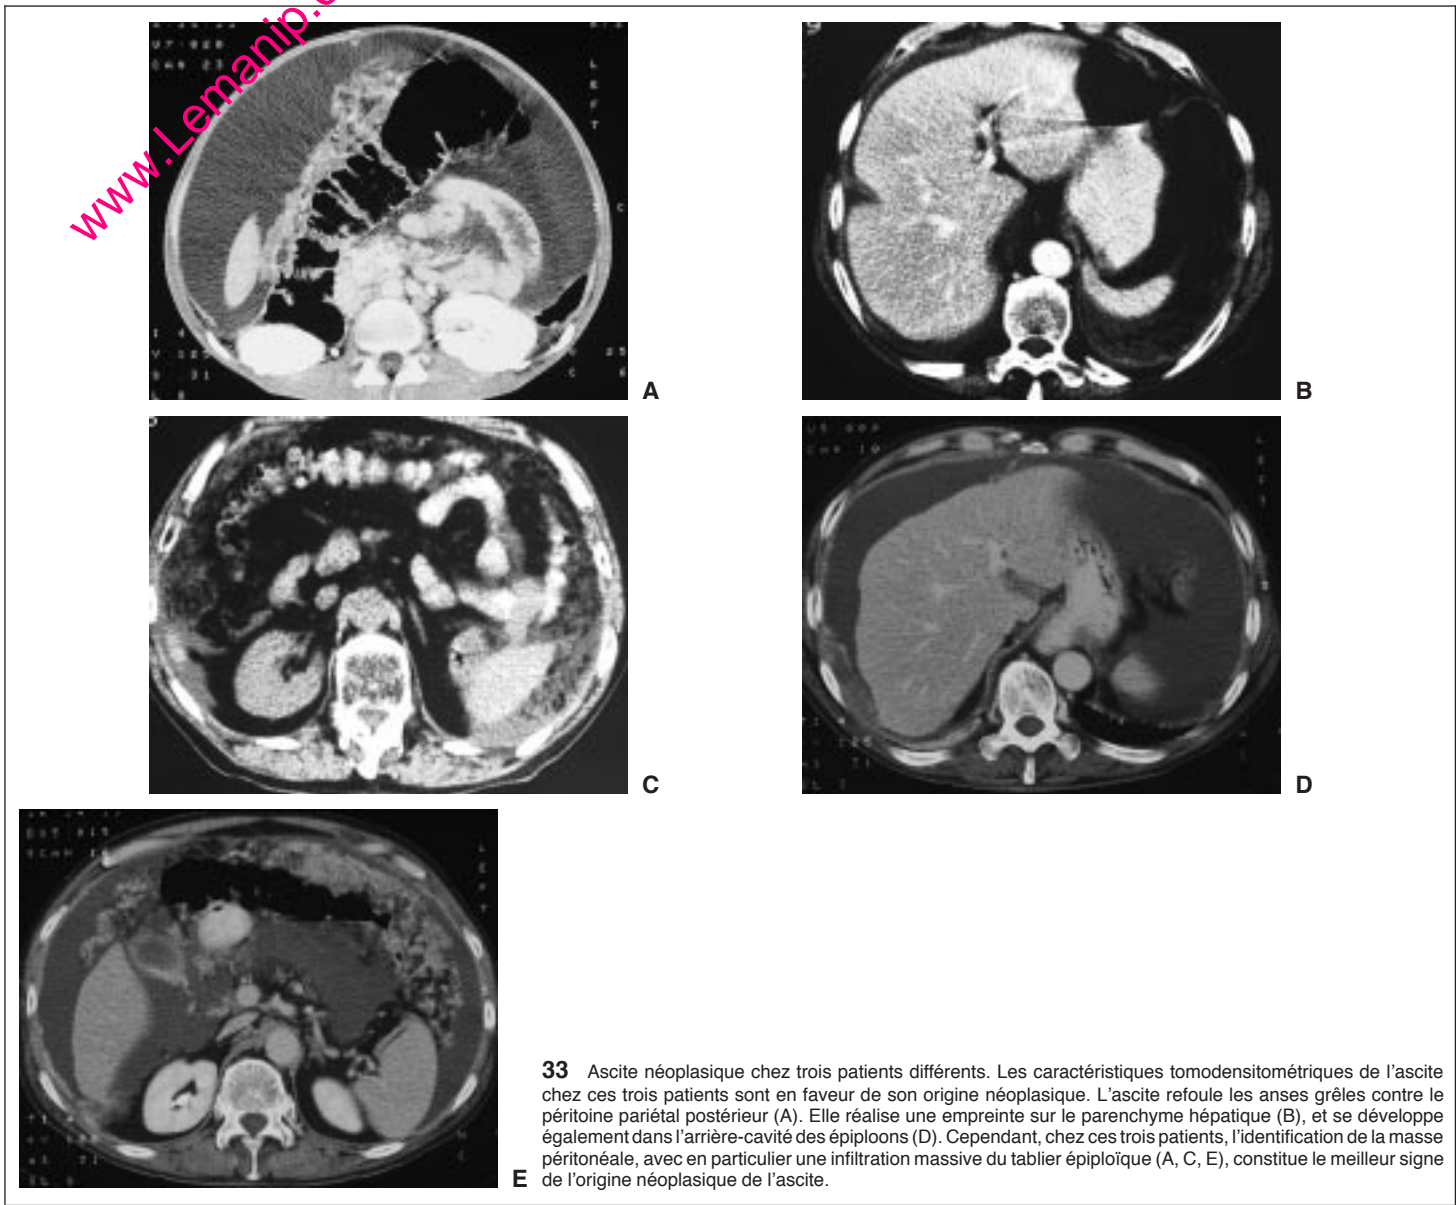 www.Lemanip.c
LEFT
A
B
C
D
E
33 Ascite néoplasique chez trois patients différents. Les caractéristiques tomodensitométriques de l'ascite
chez ces trois patients sont en faveur de son origine néoplasique. L'ascite refoule les anses grêles contre le
péritoine pariétal postérieur (A). Elle réalise une empreinte sur le parenchyme hépatique (B), et se développe
également dans l'arrière-cavité des épiploons (D). Cependant, chez ces trois patients, l'identification de la masse
péritonéale, avec en particulier une infiltration massive du tablier épiploïque (A, C, E), constitue le meilleur signe
de l'origine néoplasique de l'ascite.